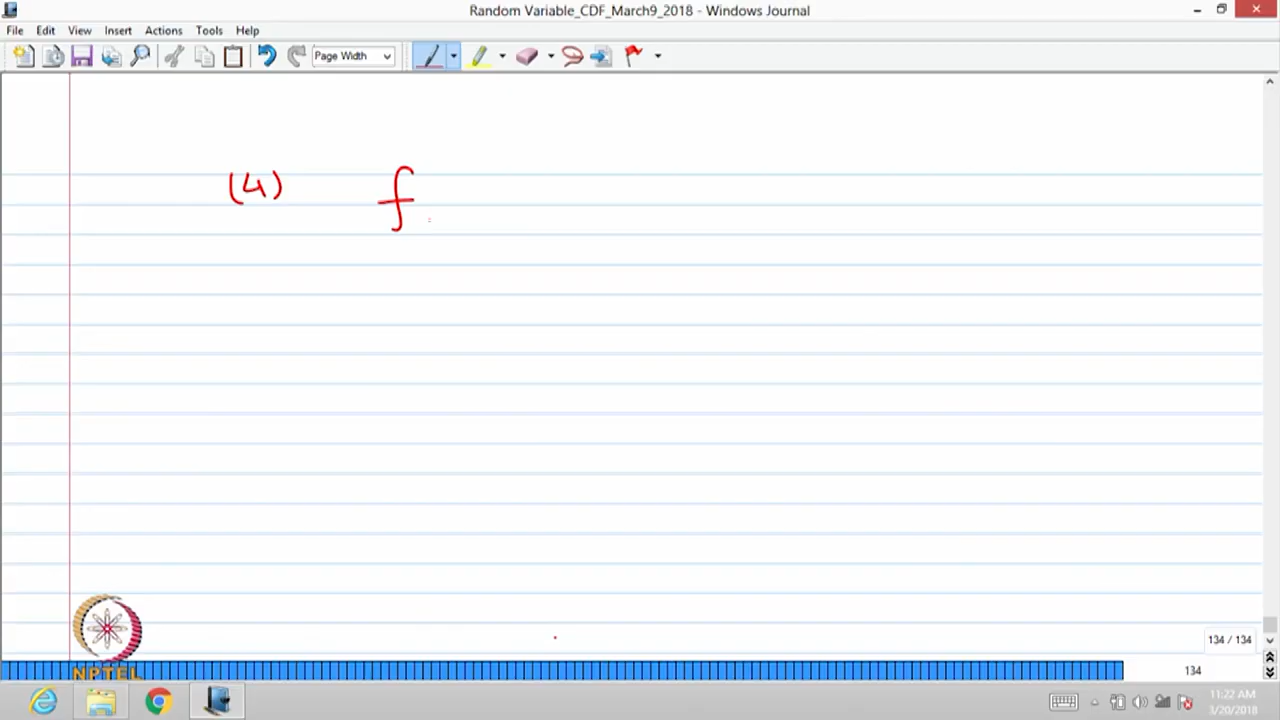 Random Variable_CDF_March9_2018 - Windows Journal
File Edit View Insert Actions Tools Help
Page Width
(4) f
134 / 134
134
NPTEL
11:22 AM
3/20/2018